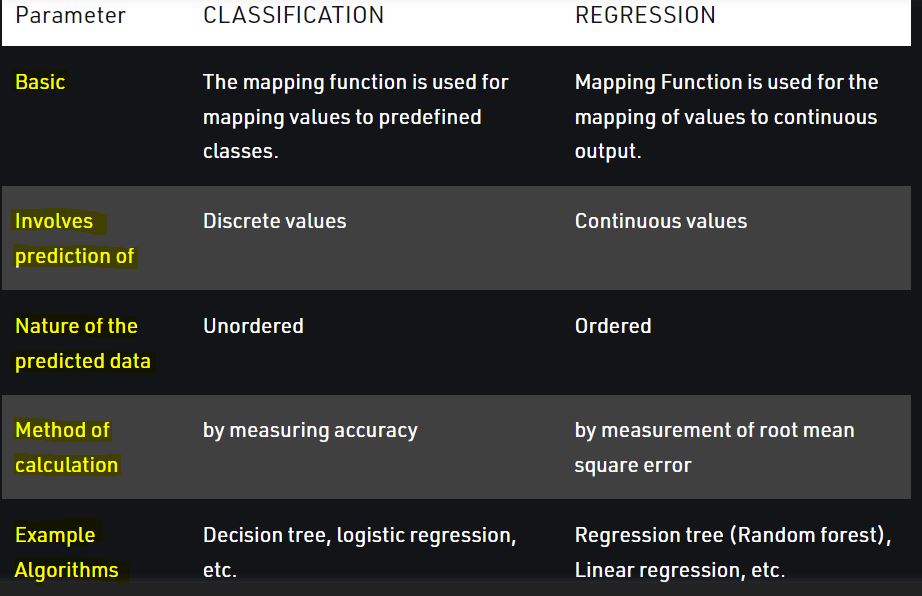 Parameter CLASSIFICATION REGRESSION
Basic The mapping function is used for Mapping Function is used for the
mapping values to predefined mapping of values to continuous
classes. output.
Involves Discrete values Continuous values
prediction of
Nature of the Unordered Ordered
predicted data
Method of by measuring accuracy by measurement of root mean
calculation square error
Example Decision tree, logistic regression, Regression tree (Random forest),
Algorithms etc. Linear regression, etc.